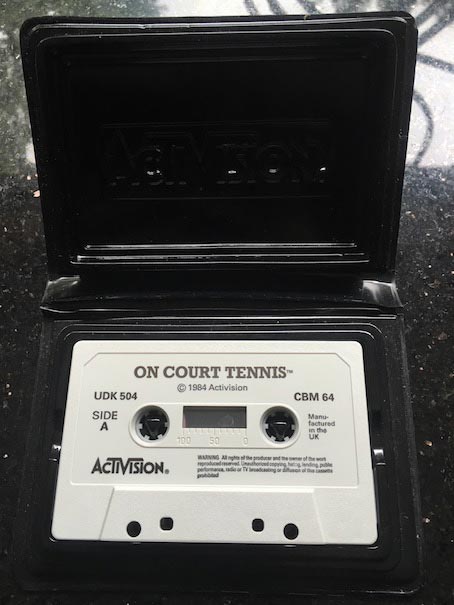 ACTIVISION
ON COURT TENNIS™
© 1984 Activision
UDK 504
CBM 64
SIDE
A
Manu-
factured
in the
UK
100 50 0
ACTIVISION®
WARNING All rights of the producer and the owner of the work
reproduced reserved. Unauthorised copying, hiring, lending, public
performance, radio or TV broadcasting or diffusion of this cassette
prohibited